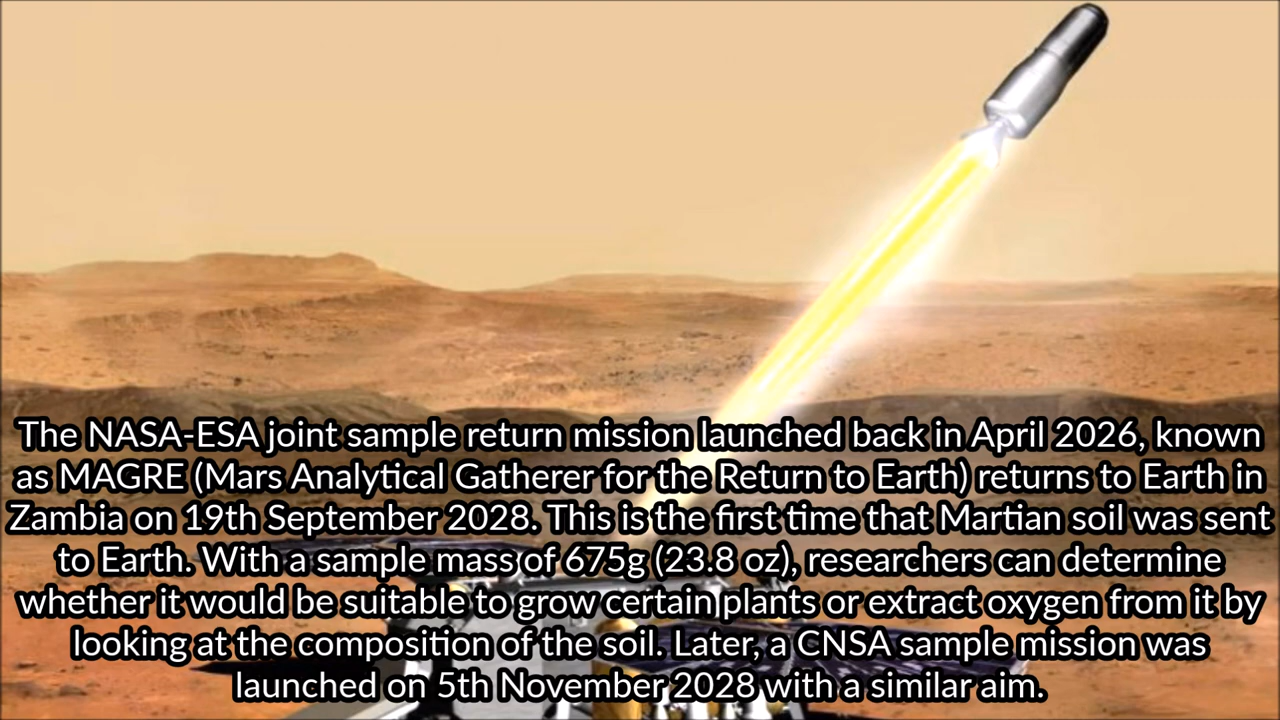 The NASA-ESA joint sample return mission launched back in April 2026, known
as MAGRE (Mars Analytical Gatherer for the Return to Earth) returns to Earth in
Zambia on 19th September 2028. This is the first time that Martian soil was sent
to Earth. With a sample mass of 675g (23.8 oz), researchers can determine
whether it would be suitable to grow certain plants or extract oxygen from it by
looking at the composition of the soil. Later, a CNSA sample mission was
launched on 5th November 2028 with a similar aim.